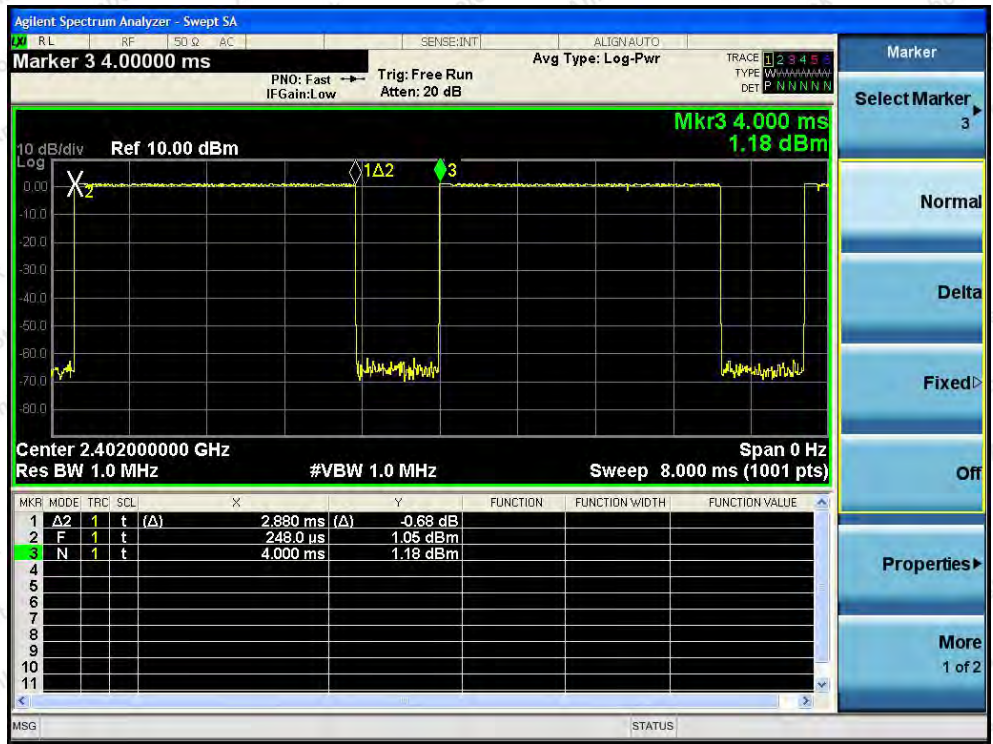 Agilent Spectrum Analyzer - Swept SA
LXI RL RF 50 Ω AC SENSE:INT ALIGNAUTO
Marker 3 4.00000 ms
PNO: Fast
IFGain:Low
Trig: Free Run
Atten: 20 dB
Avg Type: Log-Pwr
TRACE 1 2 3 4 5 6
TYPE W
DET P N N N N N
Mkr3 4.000 ms
1.18 dBm
10 dB/div Ref 10.00 dBm
Log
1Δ2
3
2
0.00
-10.0
-20.0
-30.0
-40.0
-50.0
-60.0
-70.0
-80.0
Center 2.402000000 GHz Span 0 Hz
Res BW 1.0 MHz #VBW 1.0 MHz Sweep 8.000 ms (1001 pts)
MKR MODE TRC SCL X Y FUNCTION FUNCTION WIDTH FUNCTION VALUE
1 Δ2 1 t (Δ) 2.880 ms (Δ) -0.68 dB
2 F 1 t 248.0 µs 1.05 dBm
3 N 1 t 4.000 ms 1.18 dBm
4
5
6
7
8
9
10
11
MSG STATUS
Marker
Select Marker
3
Normal
Delta
Fixed
Off
Properties
More
1 of 2